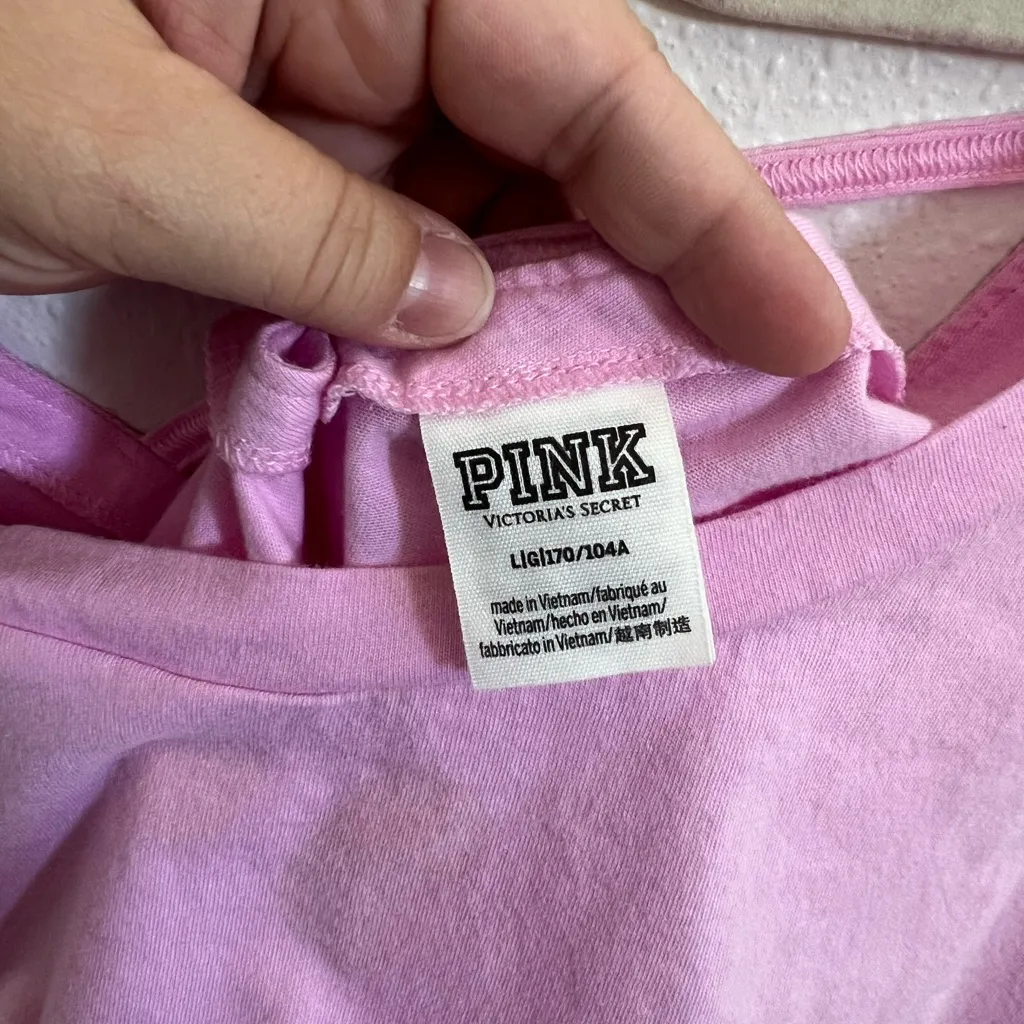 PINK
VICTORIA'S SECRET
L|G|170/104A
made in Vietnam/fabriqué au
Vietnam/hecho en Vietnam/
fabbricato in Vietnam/越南制造